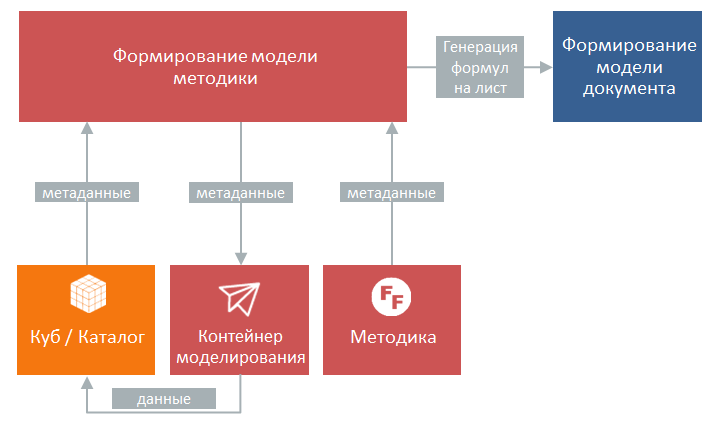 Формирование модели
методики
Генерация
формул
на лист
Формирование
модели
документа
метаданные
метаданные
метаданные
Куб / Каталог
Контейнер
моделирования
FF
Методика
данные